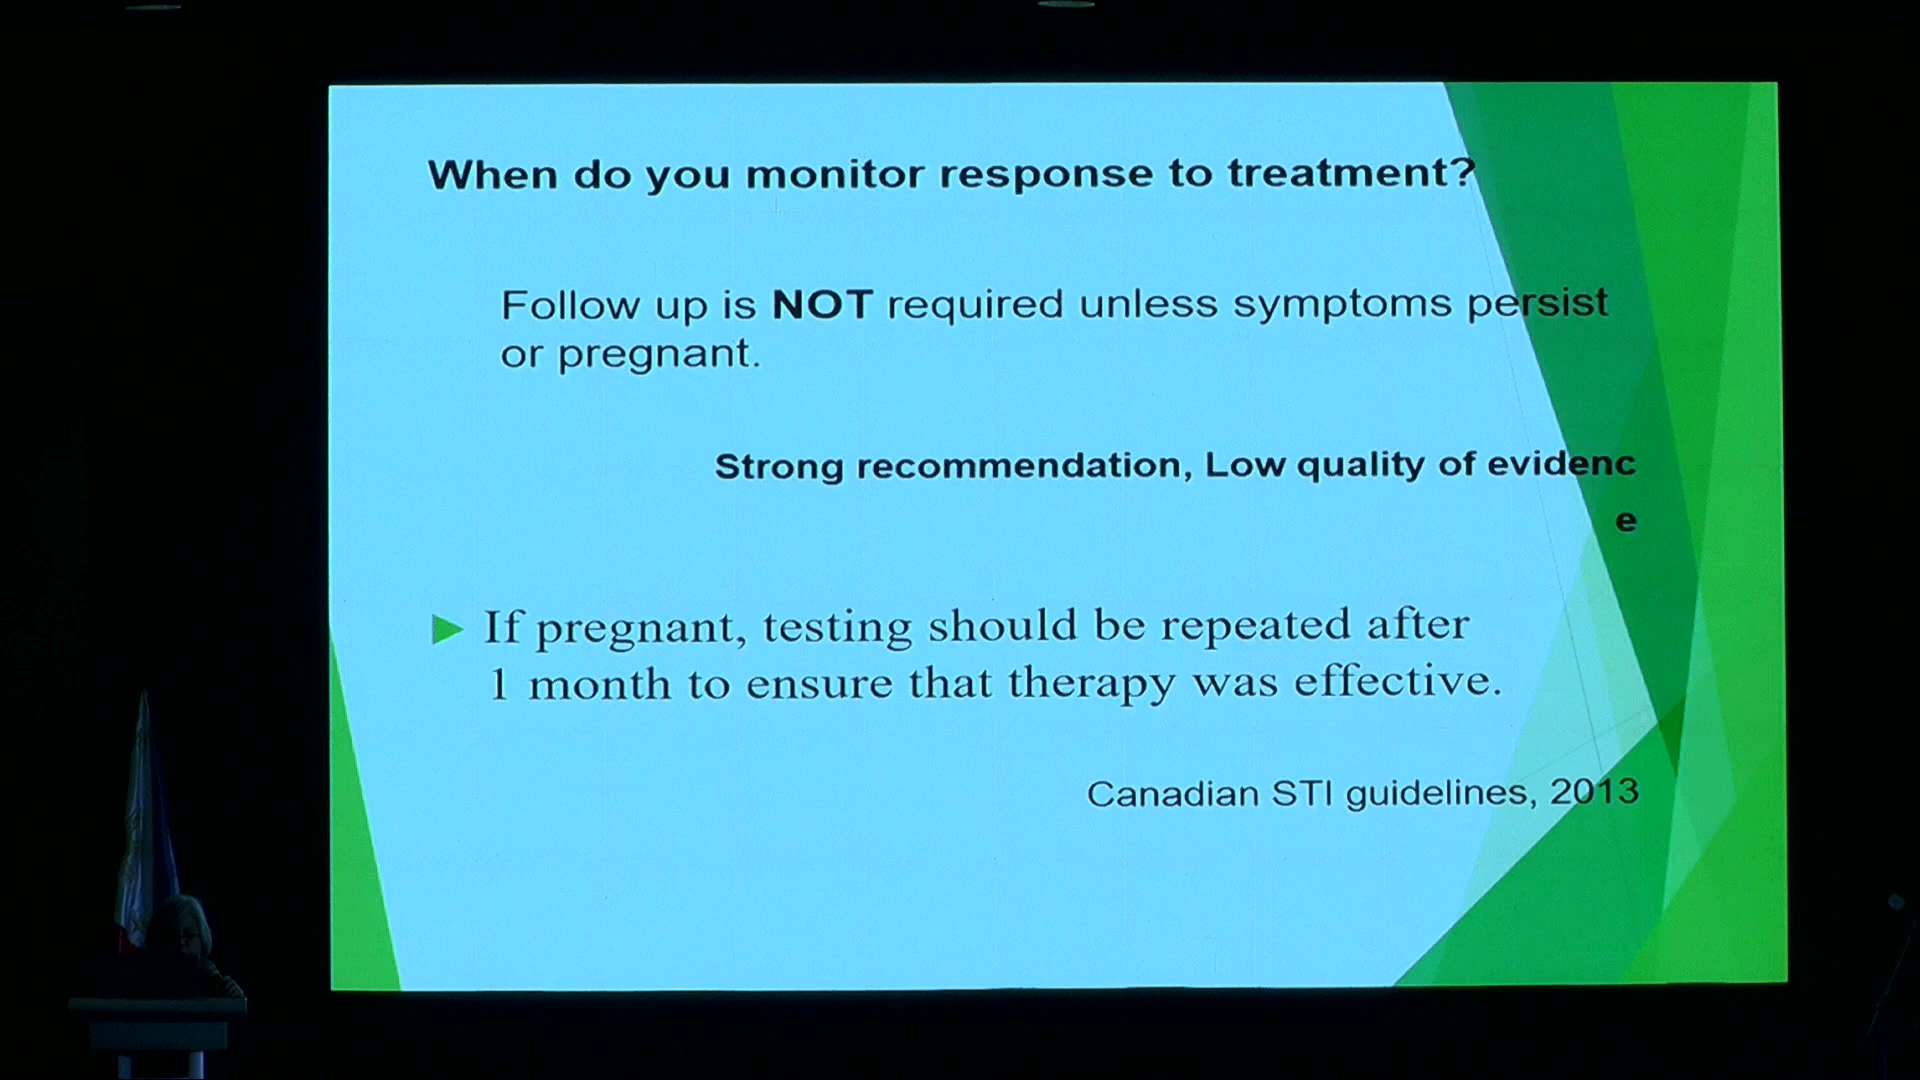 When do you monitor response to treatment?
Follow up is NOT required unless symptoms persist
or pregnant.
Strong recommendation, Low quality of evidenc
e
If pregnant, testing should be repeated after
1 month to ensure that therapy was effective.
Canadian STI guidelines, 2013